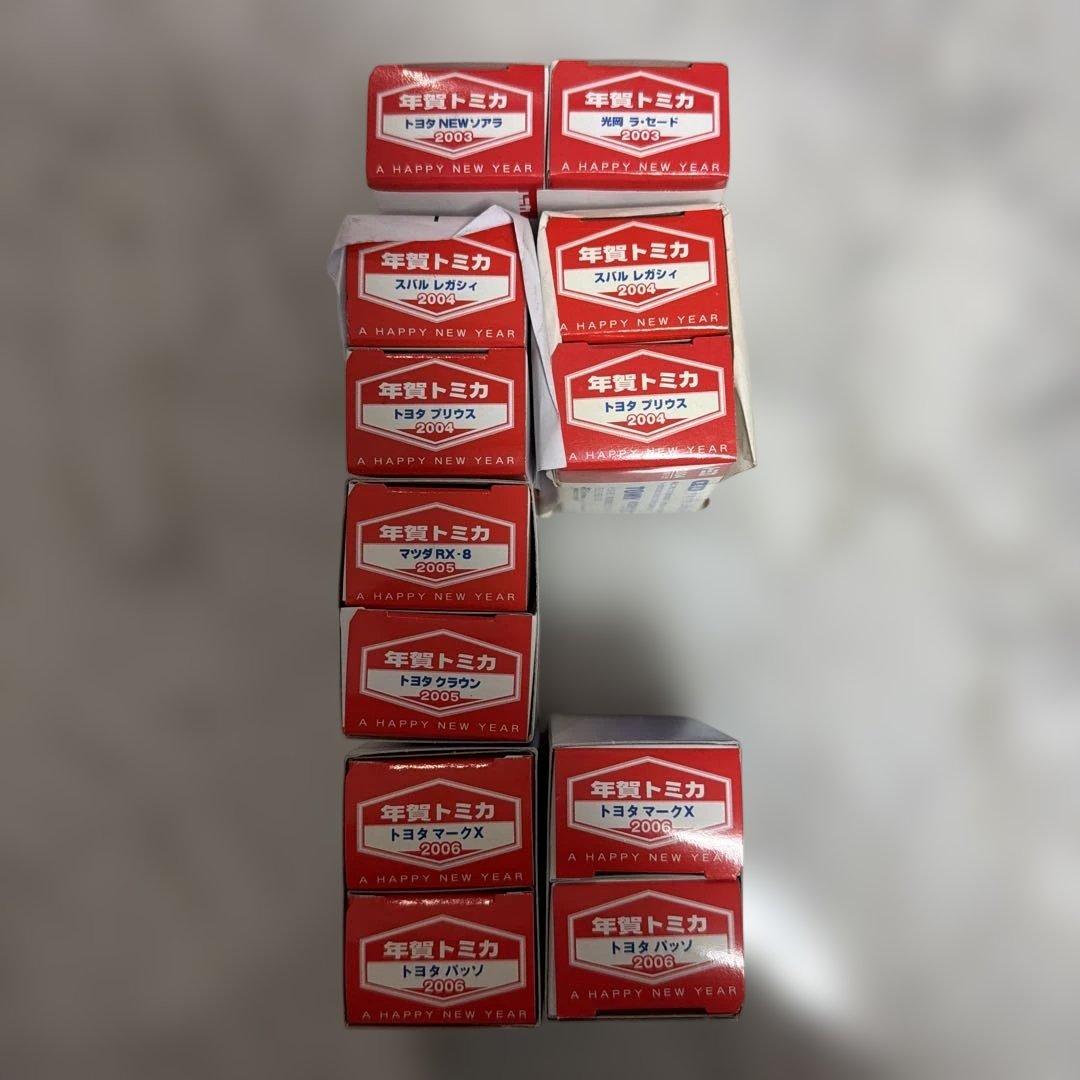 年賀トミカ
トヨタ NEWソアラ
2003
A HAPPY NEW YEAR
年賀トミカ
光岡 ラ・セード
2003
A HAPPY NEW YEAR
年賀トミカ
スバル レガシィ
2004
A HAPPY NEW YEAR
年賀トミカ
スバル レガシィ
2004
A HAPPY NEW YEAR
年賀トミカ
トヨタ プリウス
2004
A HAPPY NEW YEAR
年賀トミカ
トヨタ プリウス
2004
A HAPPY NEW YEAR
年賀トミカ
マツダ RX-8
2005
A HAPPY NEW YEAR
年賀トミカ
トヨタ クラウン
2005
A HAPPY NEW YEAR
年賀トミカ
トヨタ マークX
2006
A HAPPY NEW YEAR
年賀トミカ
トヨタ マークX
2006
A HAPPY NEW YEAR
年賀トミカ
トヨタ パッソ
2006
A HAPPY NEW YEAR
年賀トミカ
トヨタ パッソ
2006
A HAPPY NEW YEAR